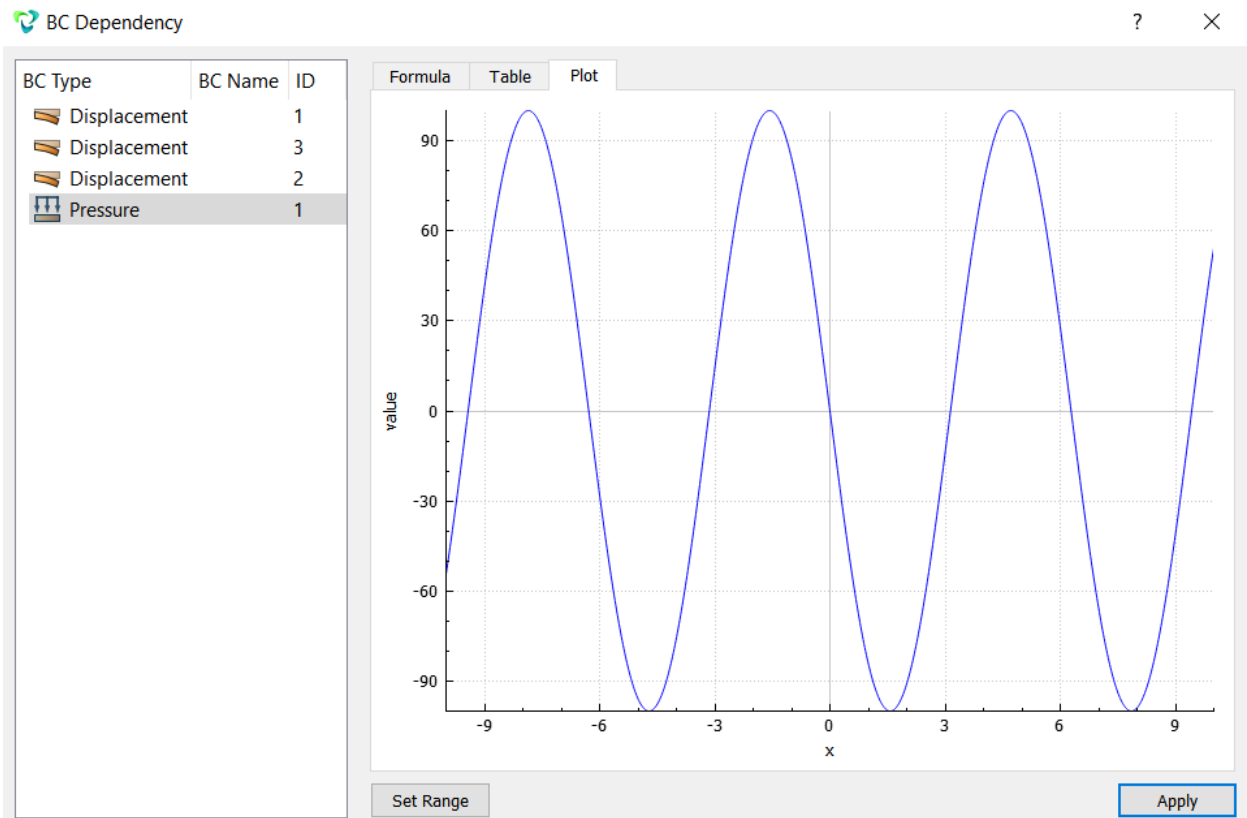 BC Dependency ? ×
BC Type BC Name ID
Displacement 1
Displacement 3
Displacement 2
Pressure 1
Formula Table Plot
90
60
30
0
-30
-60
-90
value
-9 -6 -3 0 3 6 9
x
Set Range Apply